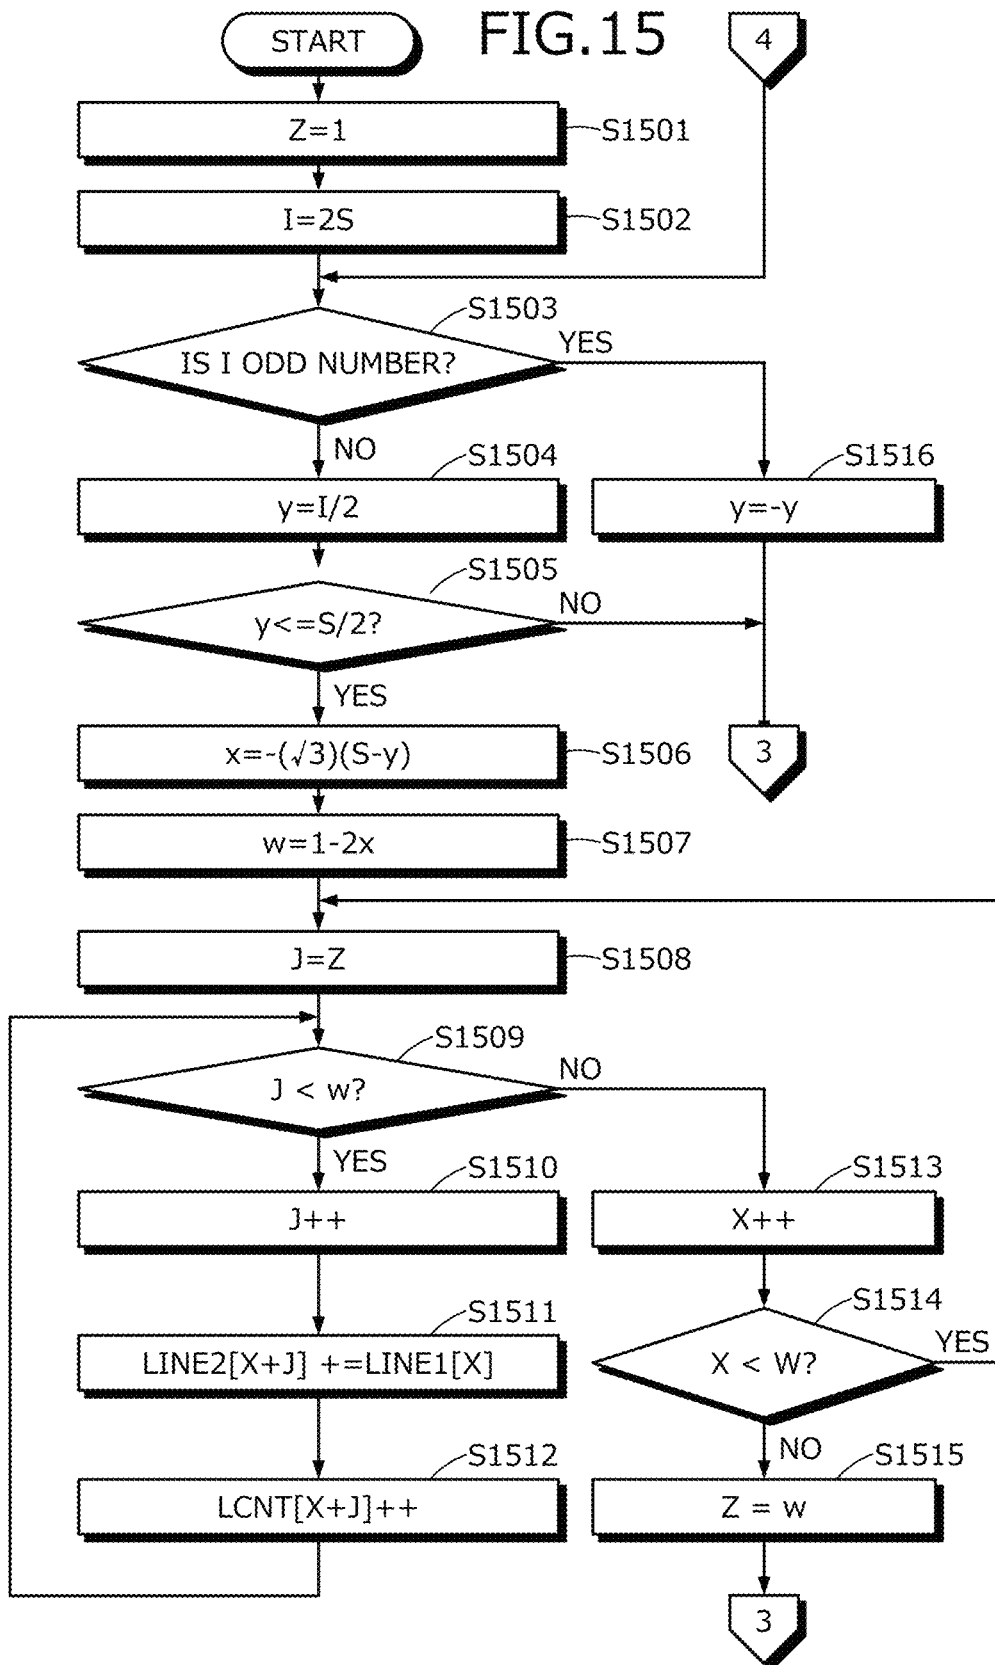 FIG.15
START
4
Z=1
S1501
I=2S
S1502
S1503
IS I ODD NUMBER?
YES
NO
S1504
y=I/2
S1516
y=-y
S1505
y<=S/2?
NO
YES
x=-(√3)(S-y)
S1506
3
w=1-2x
S1507
J=Z
S1508
S1509
J < w?
NO
YES
S1510
J++
S1513
X++
S1511
LINE2[X+J] +=LINE1[X]
S1514
X < W?
YES
NO
S1512
LCNT[X+J]++
S1515
Z = w
3